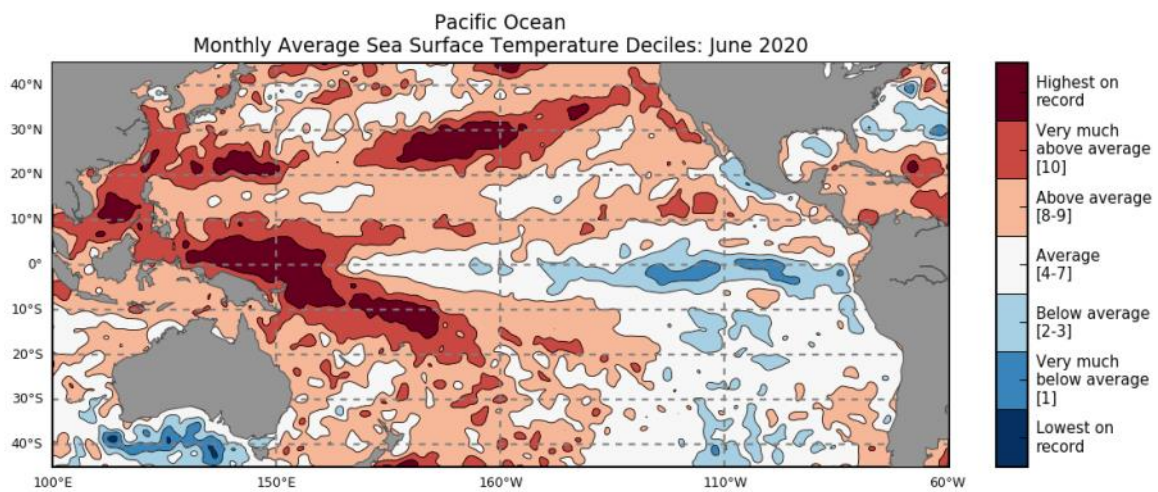 Pacific Ocean
Monthly Average Sea Surface Temperature Deciles: June 2020
40°N
30°N
20°N
10°N
0°
10°S
20°S
30°S
40°S
100°E
150°E
160°W
110°W
60°W
Highest on
record
Very much
above average
[10]
Above average
[8-9]
Average
[4-7]
Below average
[2-3]
Very much
below average
[1]
Lowest on
record